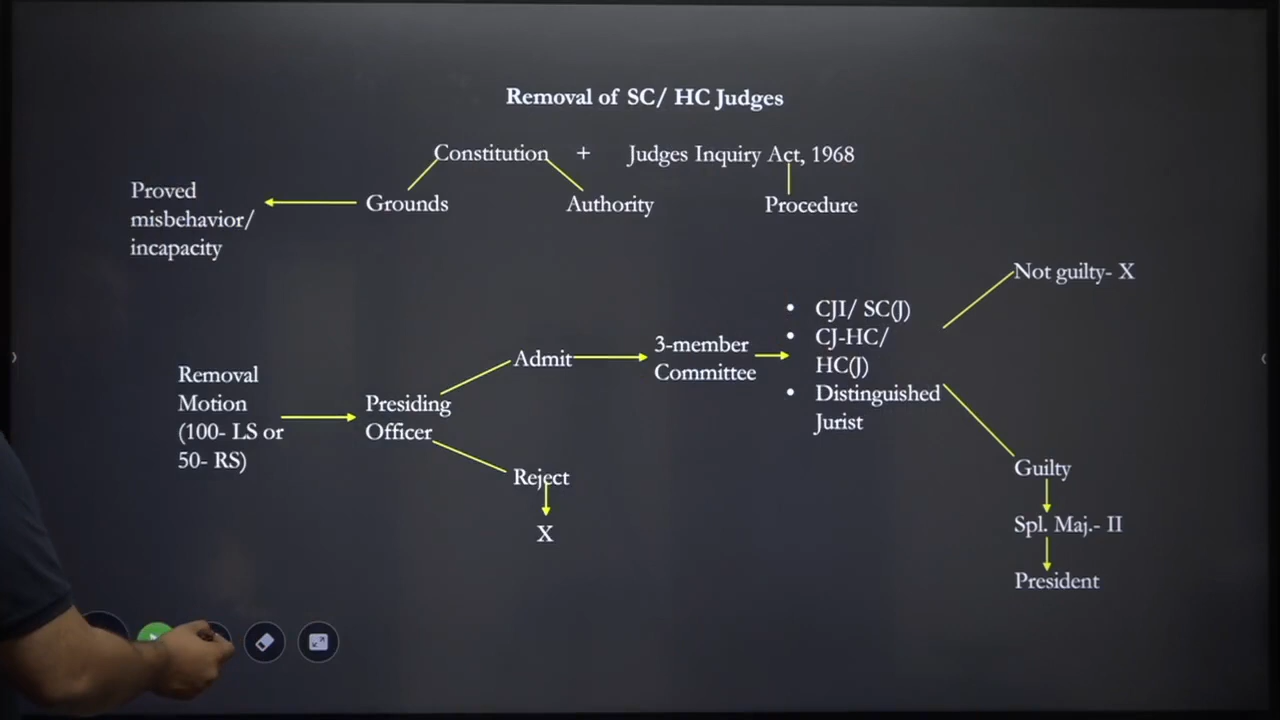 Removal of SC/ HC Judges
Constitution + Judges Inquiry Act, 1968
Proved
misbehavior/
incapacity
Grounds
Authority
Procedure
Not guilty- X
Removal
Motion
(100- LS or
50- RS)
Presiding
Officer
Admit
Reject
X
3-member
Committee
• CJI/ SC(J)
• CJ-HC/
HC(J)
• Distinguished
Jurist
Guilty
Spl. Maj.- II
President